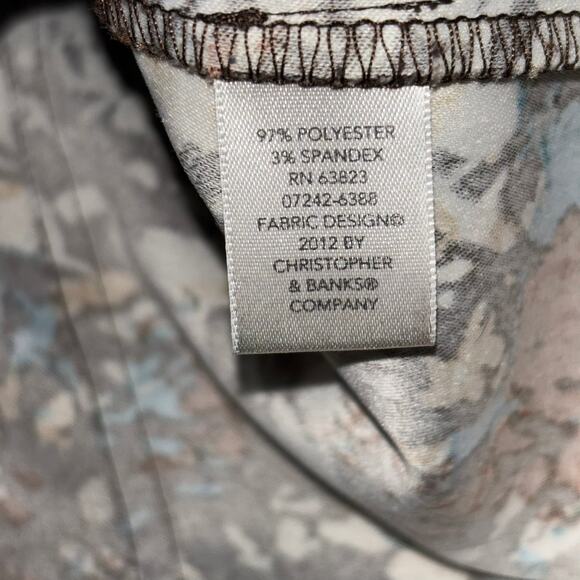 97% POLYESTER
3% SPANDEX
RN 63823
07242-6388
FABRIC DESIGN©
2012 BY
CHRISTOPHER
& BANKS®
COMPANY